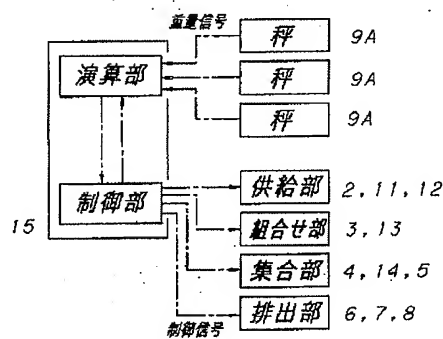 重量信号
秤 9A
演算部
秤 9A
秤 9A
制御部
供給部 2, 11, 12
15
組合せ部 3, 13
集合部 4, 14, 5
排出部 6, 7, 8
制御信号